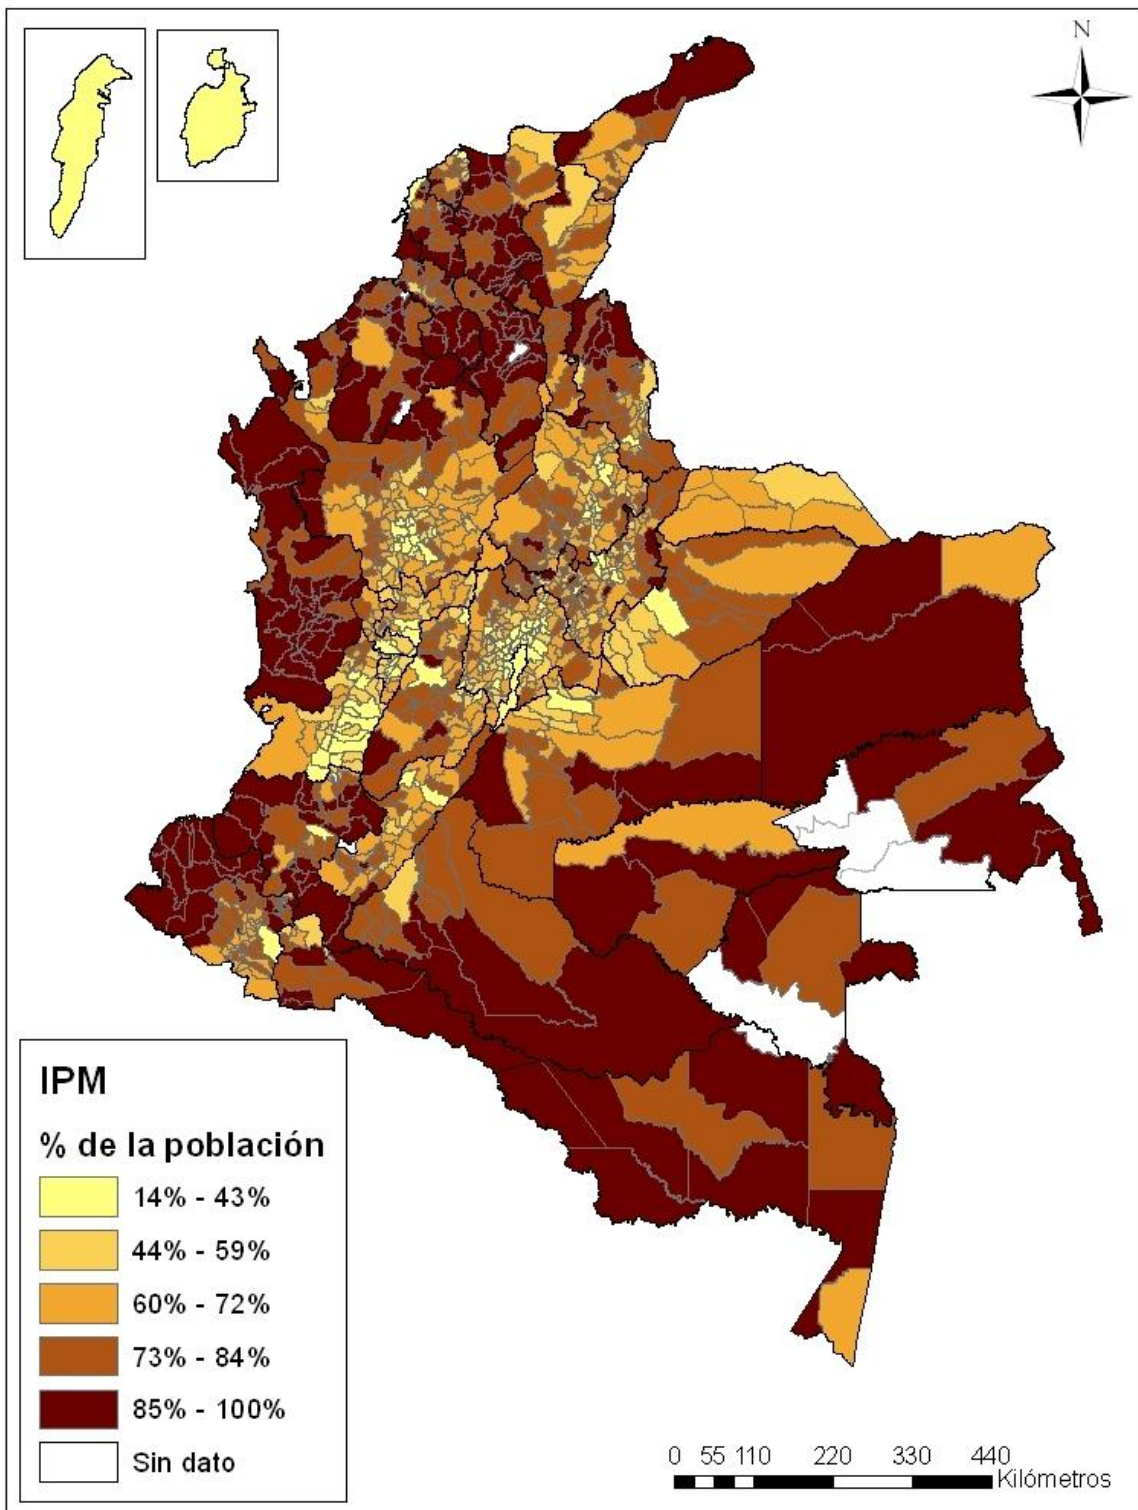 N
IPM
% de la población
14% - 43%
44% - 59%
60% - 72%
73% - 84%
85% - 100%
Sin dato
0 55 110 220 330 440
Kilómetros